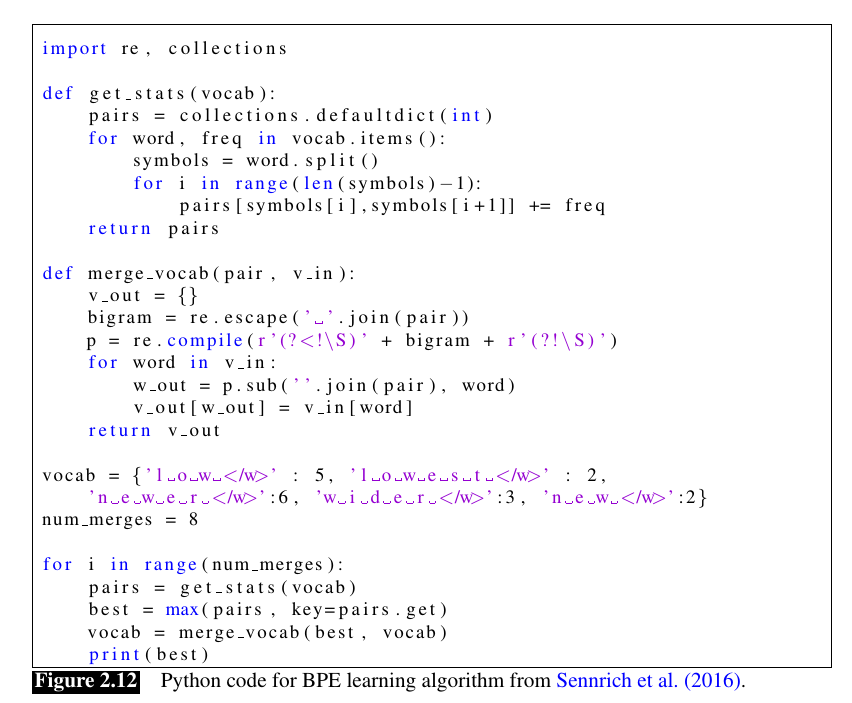 import re, collections

def get_stats(vocab):
    pairs = collections.defaultdict(int)
    for word, freq in vocab.items():
        symbols = word.split()
        for i in range(len(symbols)-1):
            pairs[symbols[i],symbols[i+1]] += freq
    return pairs

def merge_vocab(pair, v_in):
    v_out = {}
    bigram = re.escape('␣'.join(pair))
    p = re.compile(r'(?<!\S)' + bigram + r'(?!\S)')
    for word in v_in:
        w_out = p.sub(''.join(pair), word)
        v_out[w_out] = v_in[word]
    return v_out

vocab = {'l␣o␣w␣</w>' : 5, 'l␣o␣w␣e␣s␣t␣</w>' : 2,
    'n␣e␣w␣e␣r␣</w>':6, 'w␣i␣d␣e␣r␣</w>':3, 'n␣e␣w␣</w>':2}
num_merges = 8

for i in range(num_merges):
    pairs = get_stats(vocab)
    best = max(pairs, key=pairs.get)
    vocab = merge_vocab(best, vocab)
    print(best)
Figure 2.12 Python code for BPE learning algorithm from Sennrich et al. (2016).